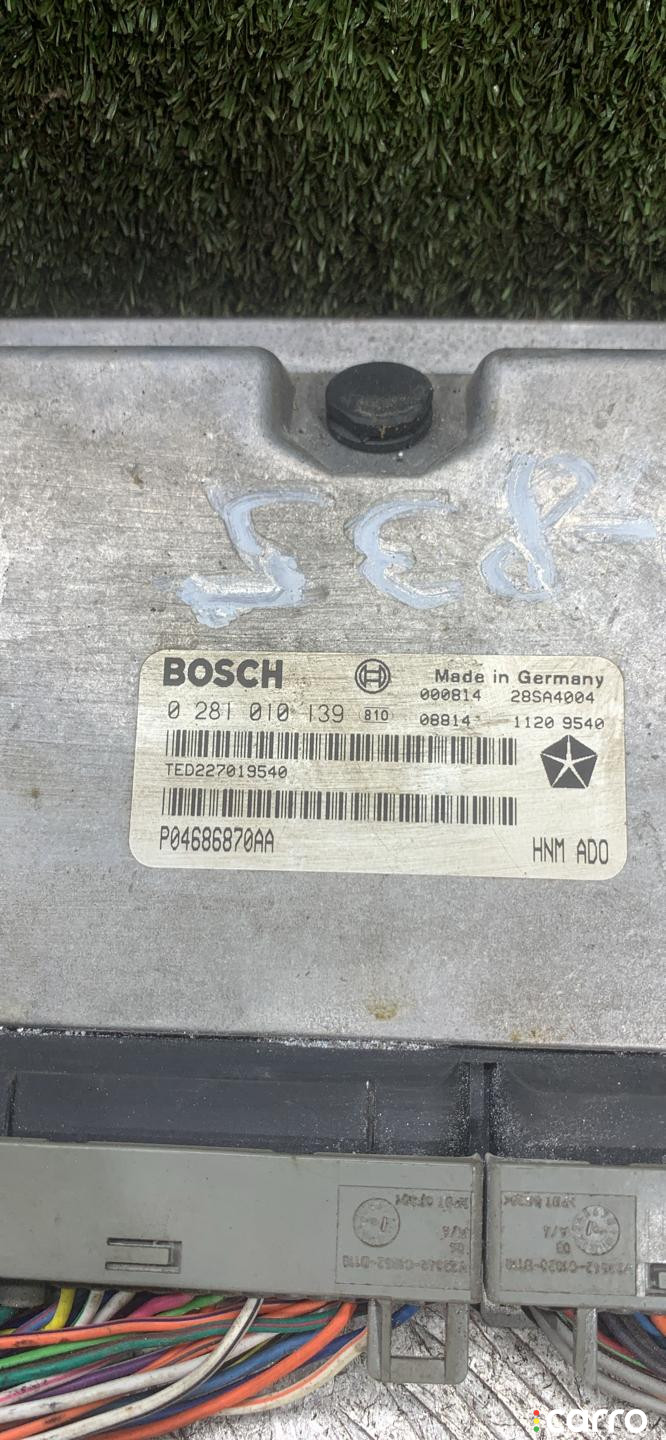 -835
BOSCH
Made in Germany
000814 28SA4004
0 281 010 139 810 08814 1120 9540
TED227019540
P04686870AA
HNM ADO
carro